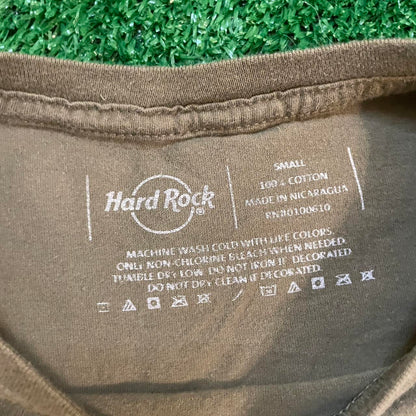 Hard Rock®
SMALL
100% COTTON
MADE IN NICARAGUA
RN#0100610
MACHINE WASH COLD WITH LIKE COLORS.
ONLY NON-CHLORINE BLEACH WHEN NEEDED.
TUMBLE DRY LOW. DO NOT IRON IF DECORATED.
DO NOT DRY CLEAN IF DECORATED.